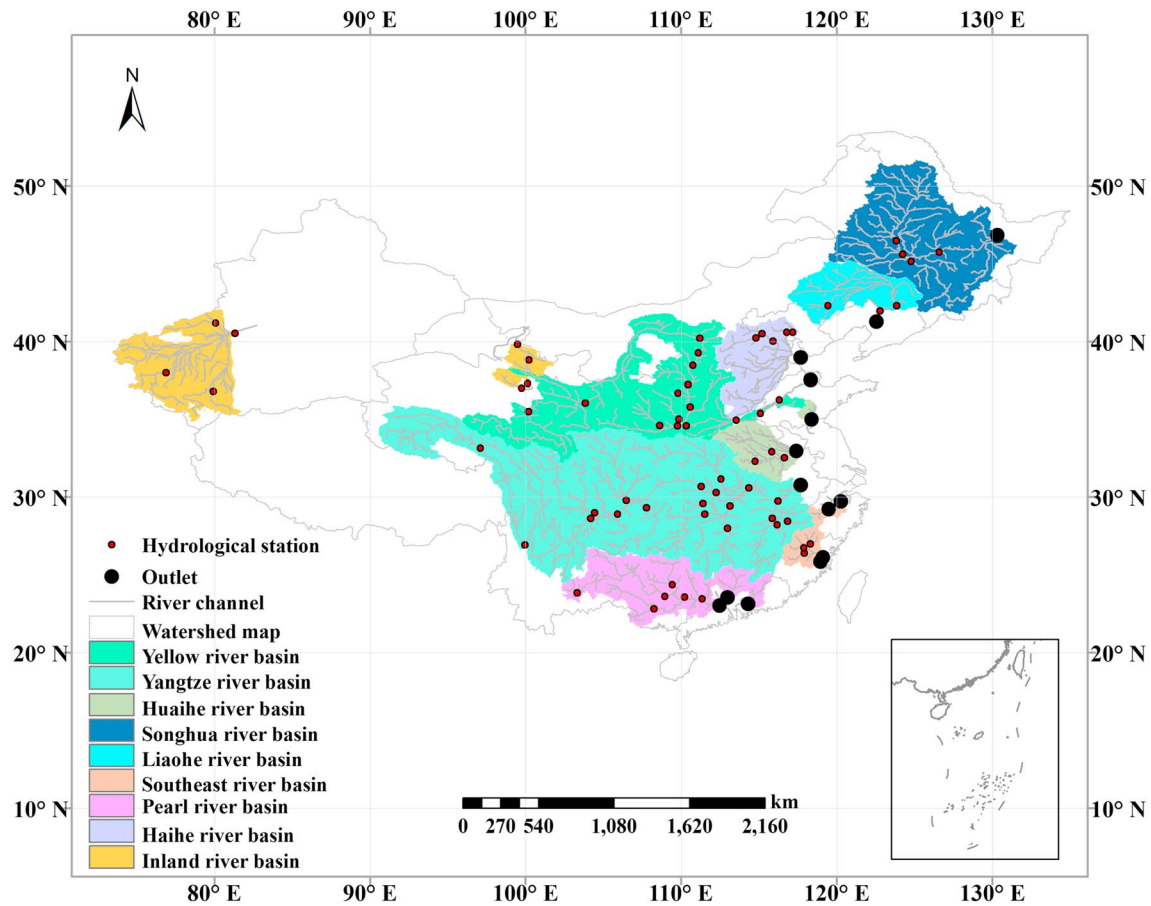 80° E 90° E 100° E 110° E 120° E 130° E
N
50° N 50° N
40° N 40° N
30° N 30° N
20° N 20° N
10° N 10° N
Hydrological station
Outlet
River channel
Watershed map
Yellow river basin
Yangtze river basin
Huaihe river basin
Songhua river basin
Liaohe river basin
Southeast river basin
Pearl river basin
Haihe river basin
Inland river basin
km
0 270 540 1,080 1,620 2,160
80° E 90° E 100° E 110° E 120° E 130° E